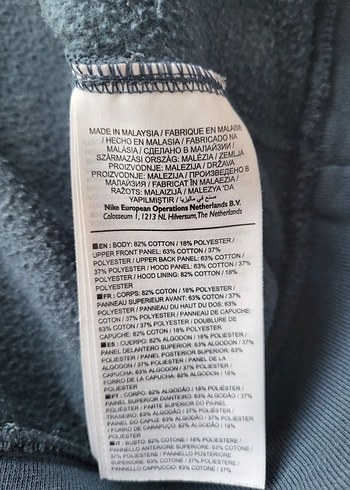 MADE IN MALAYSIA / FABRIQUE EN MALAISIE
/ HECHO EN MALASIA / FABRICADO NA
MALÁSIA / СДЕЛАНО В МАЛАЙЗИИ /
SZÁRMAZÁSI ORSZÁG: MALÉZIA / ZEMLJA
PROIZVODNJE: MALEZIJA / DRŽAVA
PROIZVODNJE: MALEZIJA / ПРОИЗВЕДЕНО В
МАЛАЙЗИЯ / FABRICAT ÎN MALAEZIA /
RAŽOTS: MALAIZIJĀ / MALEZYA'DA
YAPILMIŞTIR / صنع في ماليزيا
Nike European Operations Netherlands B.V.
Colosseum 1, 1213 NL Hilversum, The Netherlands
EN: BODY: 82% COTTON / 18% POLYESTER /
UPPER FRONT PANEL: 63% COTTON / 37%
POLYESTER / UPPER BACK PANEL: 63% COTTON /
37% POLYESTER / HOOD PANEL: 63% COTTON / 37%
POLYESTER / HOOD LINING: 82% COTTON / 18%
POLYESTER
FR: CORPS: 82% COTON / 18% POLYESTER /
PANNEAU SUPERIEUR AVANT: 63% COTON / 37%
POLYESTER / PANNEAU DU HAUT DU DOS: 63%
COTON / 37% POLYESTER / PANNEAU DE CAPUCHE:
63% COTON / 37% POLYESTER / DOUBLURE DE
CAPUCHE: 82% COTON / 18% POLYESTER
ES: CUERPO: 82% ALGODON / 18% POLIÉSTER /
PANEL DELANTERO SUPERIOR: 63% ALGODON / 37%
POLIÉSTER / PANEL POSTERIOR SUPERIOR: 63%
ALGODON / 37% POLIÉSTER / PANEL DE LA
CAPUCHA: 63% ALGODON / 37% POLIÉSTER /
FORRO DE LA CAPUCHA: 82% ALGODON / 18%
POLIÉSTER
PT: CORPO: 82% ALGODÃO / 18% POLIÉSTER /
PAINEL SUPERIOR DIANTEIRO: 63% ALGODÃO / 37%
POLIÉSTER / PARTE SUPERIOR DO PAINEL
TRASEIRO: 63% ALGODÃO / 37% POLIÉSTER /
PAINEL DO CAPUZ: 63% ALGODÃO / 37% POLIÉSTER
/ FORRO DE CARAPUÇO: 82% ALGODÃO / 18%
POLIÉSTER
IT: BUSTO: 82% COTONE / 18% POLIESTERE /
PANNELLO ANTERIORE SUPERIORE: 63% COTONE /
37% POLIESTERE / PANNELLO POSTERIORE
SUPERIORE: 63% COTONE / 37% POLIESTERE /
PANNELLO CAPPUCCIO: 63% COTONE / 37%